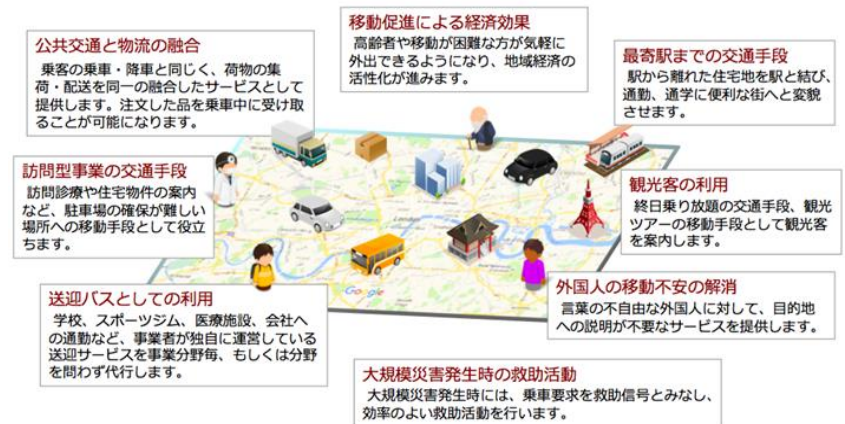 移動促進による経済効果
高齢者や移動が困難な方が気軽に
外出できるようになり、地域経済の
活性化が進みます。
公共交通と物流の融合
乗客の乗車・降車と同じく、荷物の集
荷・配送を同一の融合したサービスとして
提供します。注文した品を乗車中に受け取
ることが可能になります。
最寄駅までの交通手段
駅から離れた住宅地を駅と結び、
通勤、通学に便利な街へと変貌
させます。
訪問型事業の交通手段
訪問診療や住宅物件の案内
など、駐車場の確保が難しい
場所への移動手段として役立
ちます。
観光客の利用
終日乗り放題の交通手段、観光
ツアーの移動手段として観光客
を案内します。
London
Google
送迎バスとしての利用
学校、スポーツジム、医療施設、会社へ
の通勤など、事業者が独自に運営している
送迎サービスを事業分野毎、もしくは分野
を問わず代行します。
外国人の移動不安の解消
言葉の不自由な外国人に対して、目的地
への説明が不要なサービスを提供します。
大規模災害発生時の救助活動
大規模災害発生時には、乗車要求を救助信号とみなし、
効率のよい救助活動を行います。